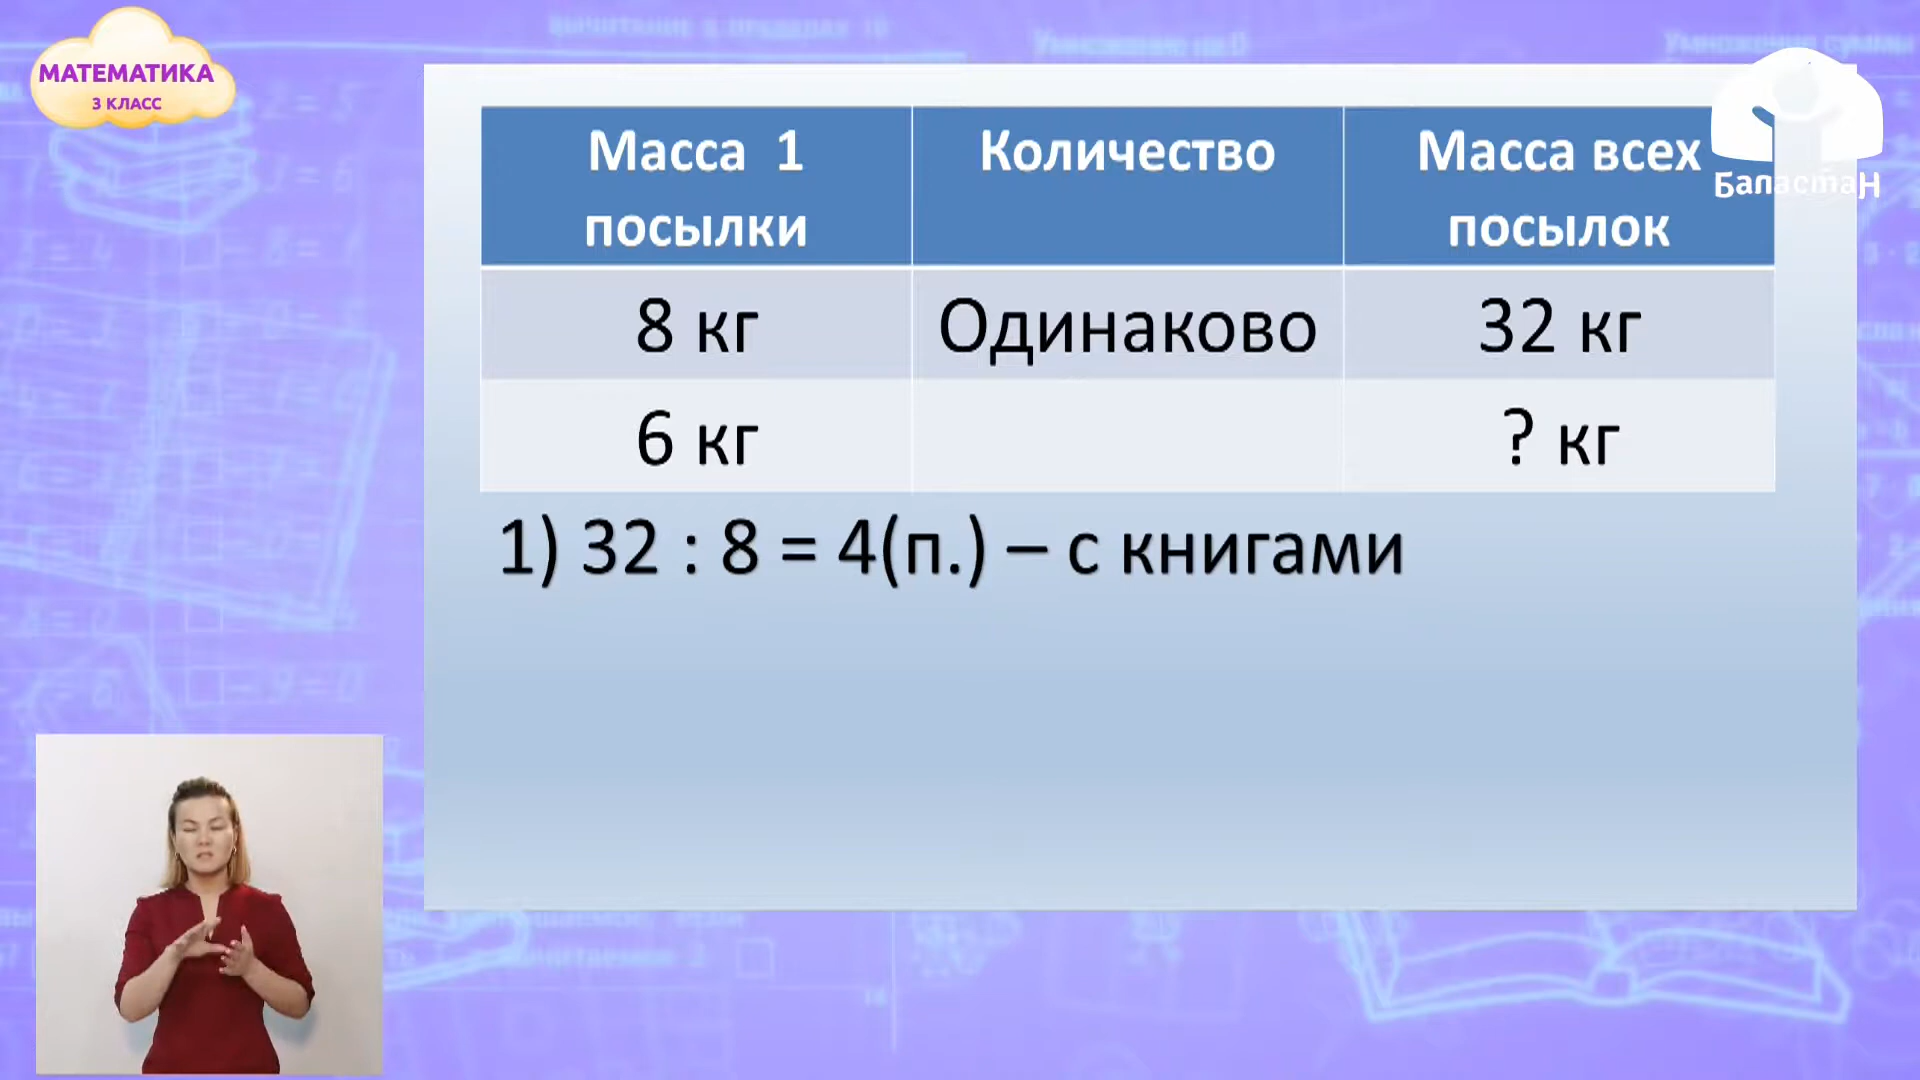 МАТЕМАТИКА
3 КЛАСС
Масса 1 посылки
Количество
Масса всех посылок
Баластан
8 кг
Одинаково
32 кг
6 кг
? кг
1) 32 : 8 = 4(п.) – с книгами